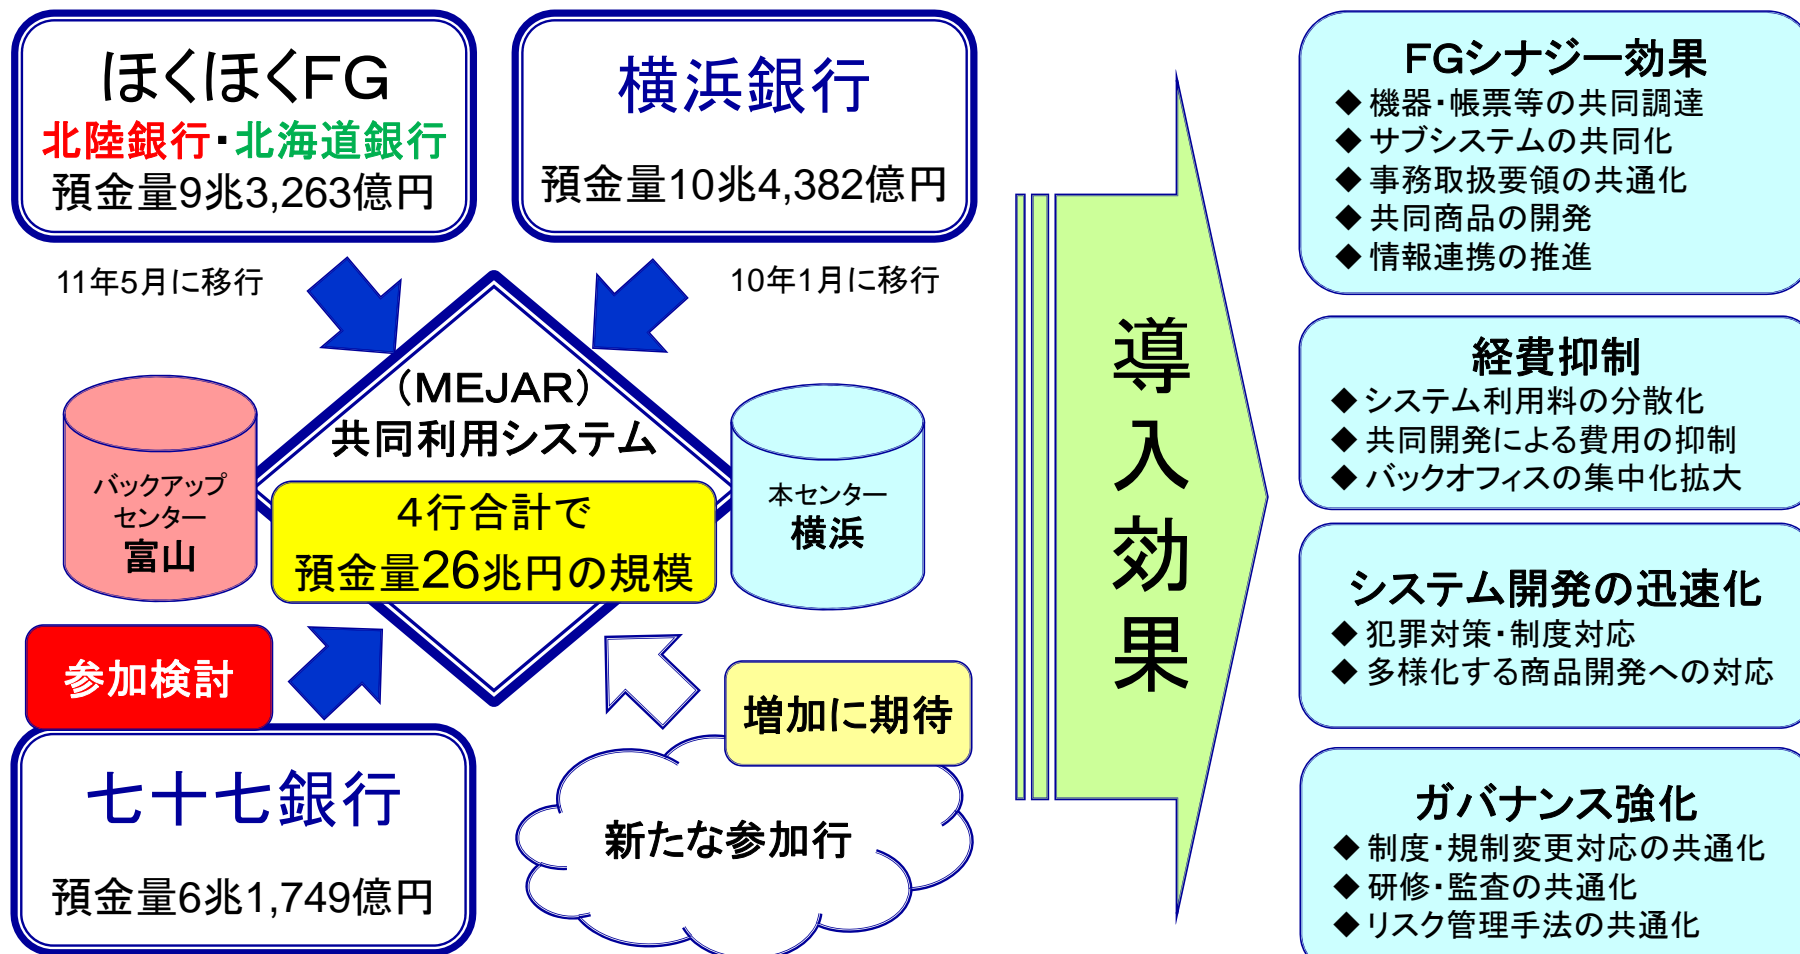 ほくほくFG
北陸銀行・北海道銀行
預金量9兆3,263億円
横浜銀行
預金量10兆4,382億円
11年5月に移行
10年1月に移行
（MEJAR）
共同利用システム
4行合計で
預金量26兆円の規模
バックアップ
センター
富山
本センター
横浜
参加検討
七十七銀行
預金量6兆1,749億円
増加に期待
新たな参加行
導入効果
FGシナジー効果
◆ 機器・帳票等の共同調達
◆ サブシステムの共同化
◆ 事務取扱要領の共通化
◆ 共同商品の開発
◆ 情報連携の推進
経費抑制
◆ システム利用料の分散化
◆ 共同開発による費用の抑制
◆ バックオフィスの集中化拡大
システム開発の迅速化
◆ 犯罪対策・制度対応
◆ 多様化する商品開発への対応
ガバナンス強化
◆ 制度・規制変更対応の共通化
◆ 研修・監査の共通化
◆ リスク管理手法の共通化